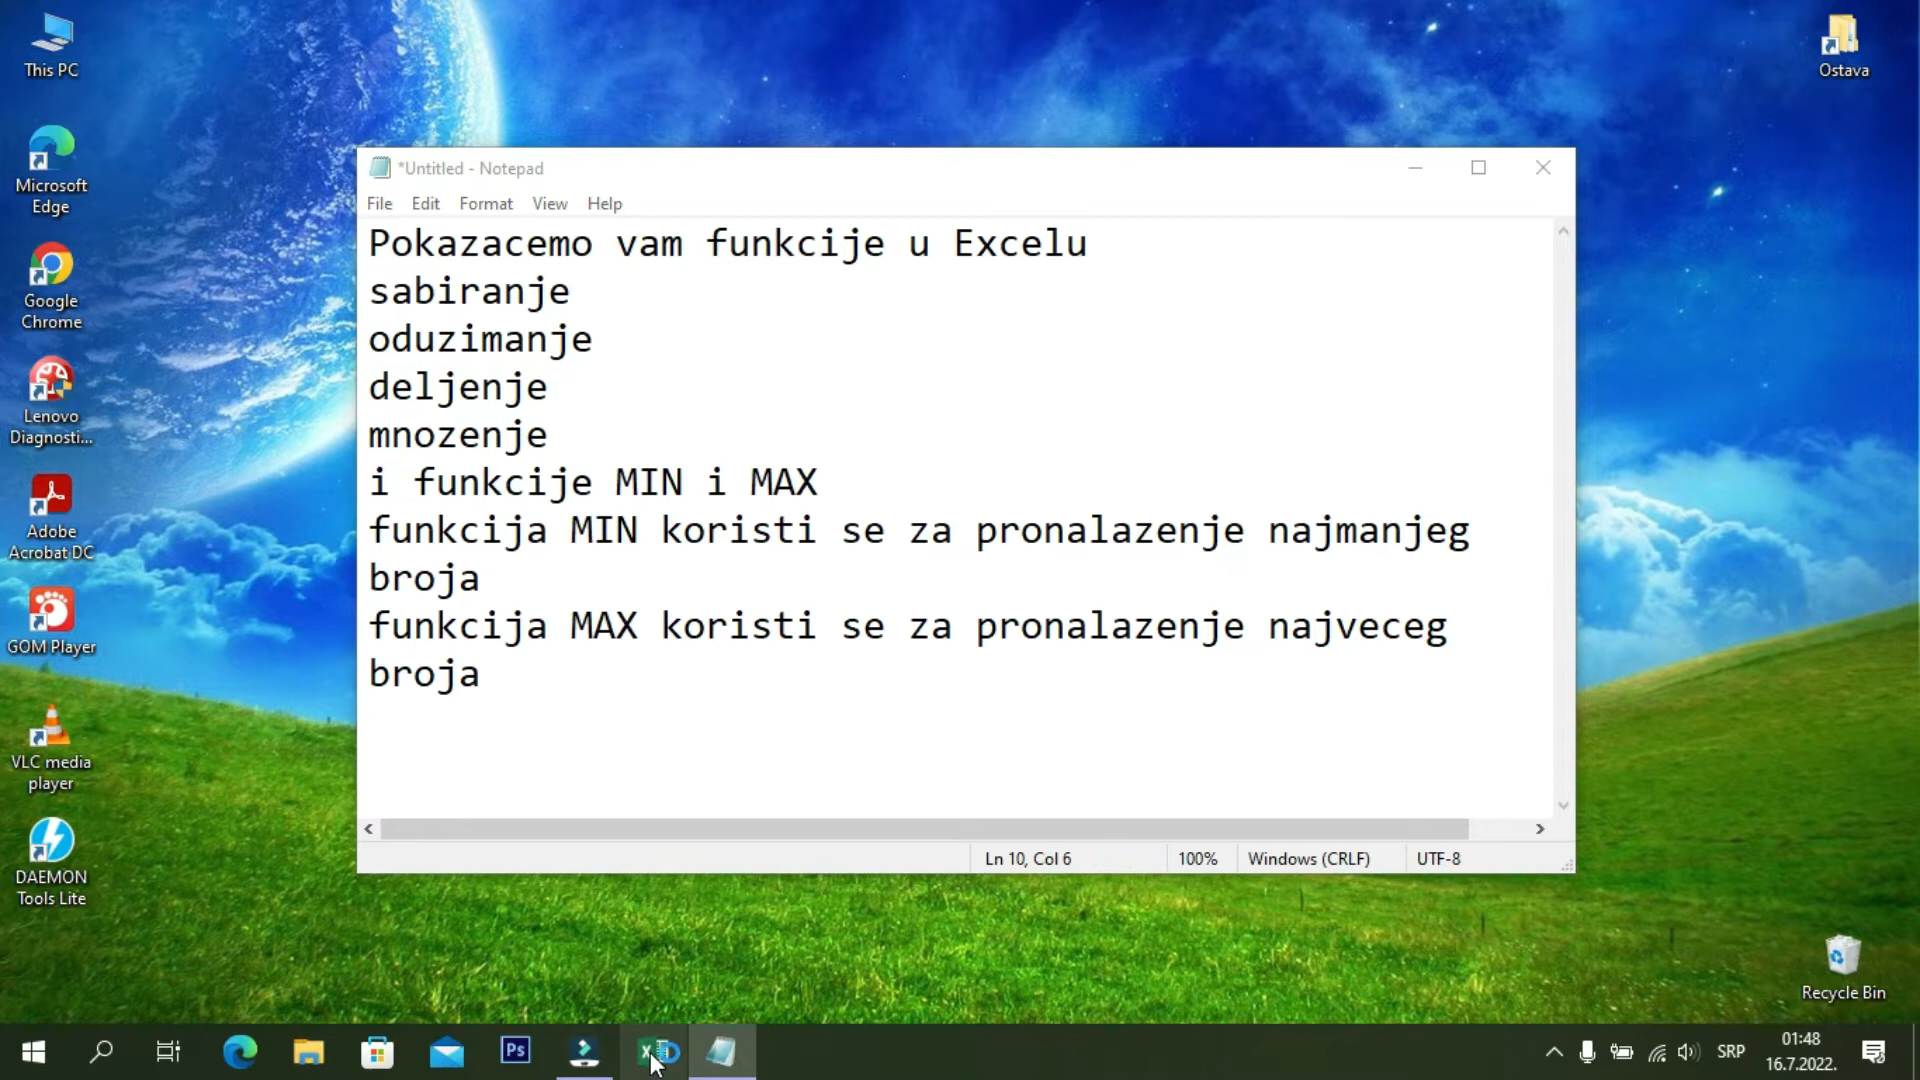 This PC
Ostava
Microsoft
Edge
Google
Chrome
Lenovo
Diagnosti...
Adobe
Acrobat DC
GOM Player
VLC media
player
DAEMON
Tools Lite
Recycle Bin
*Untitled - Notepad
File Edit Format View Help
Pokazacemo vam funkcije u Excelu
sabiranje
oduzimanje
deljenje
mnozenje
i funkcije MIN i MAX
funkcija MIN koristi se za pronalazenje najmanjeg
broja
funkcija MAX koristi se za pronalazenje najveceg
broja
Ln 10, Col 6 100% Windows (CRLF) UTF-8
Ps
SRP
01:48
16.7.2022.